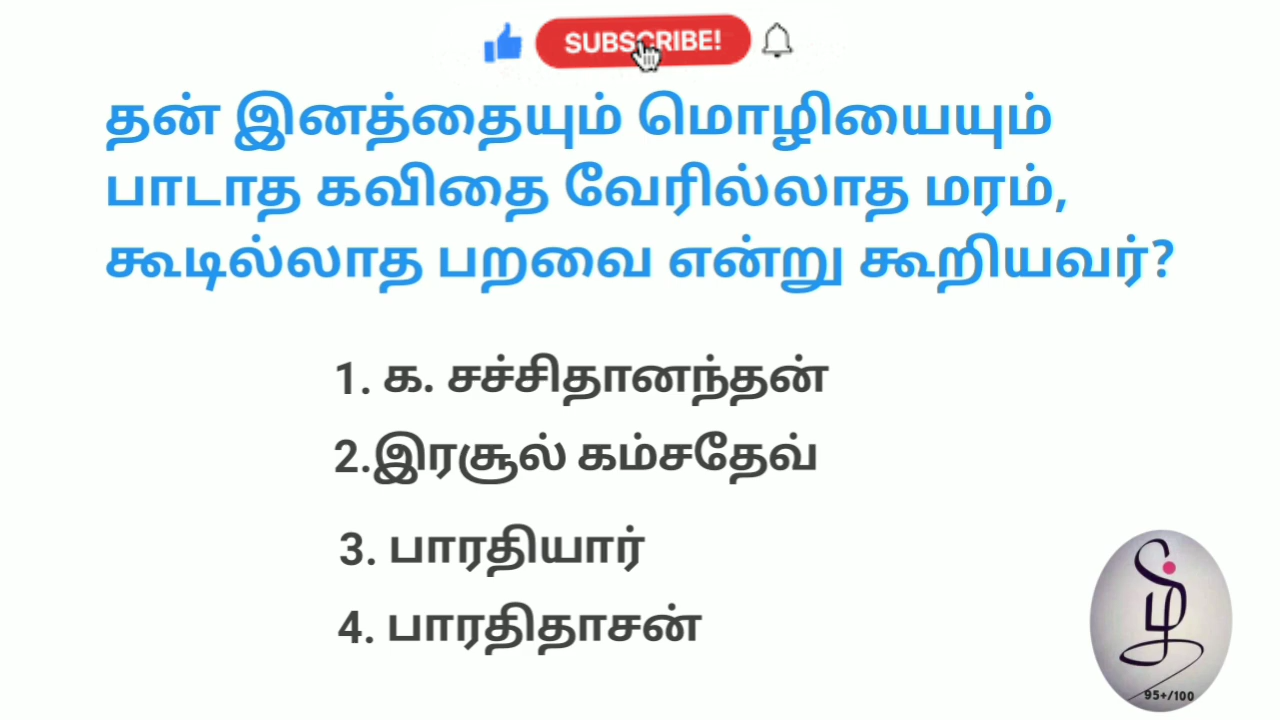 SUBSCRIBE!
தன் இனத்தையும் மொழியையும்
பாடாத கவிதை வேரில்லாத மரம்,
கூடில்லாத பறவை என்று கூறியவர்?
1. க. சச்சிதானந்தன்
2.இரசூல் கம்சதேவ்
3. பாரதியார்
4. பாரதிதாசன்
ழ்
95+/100